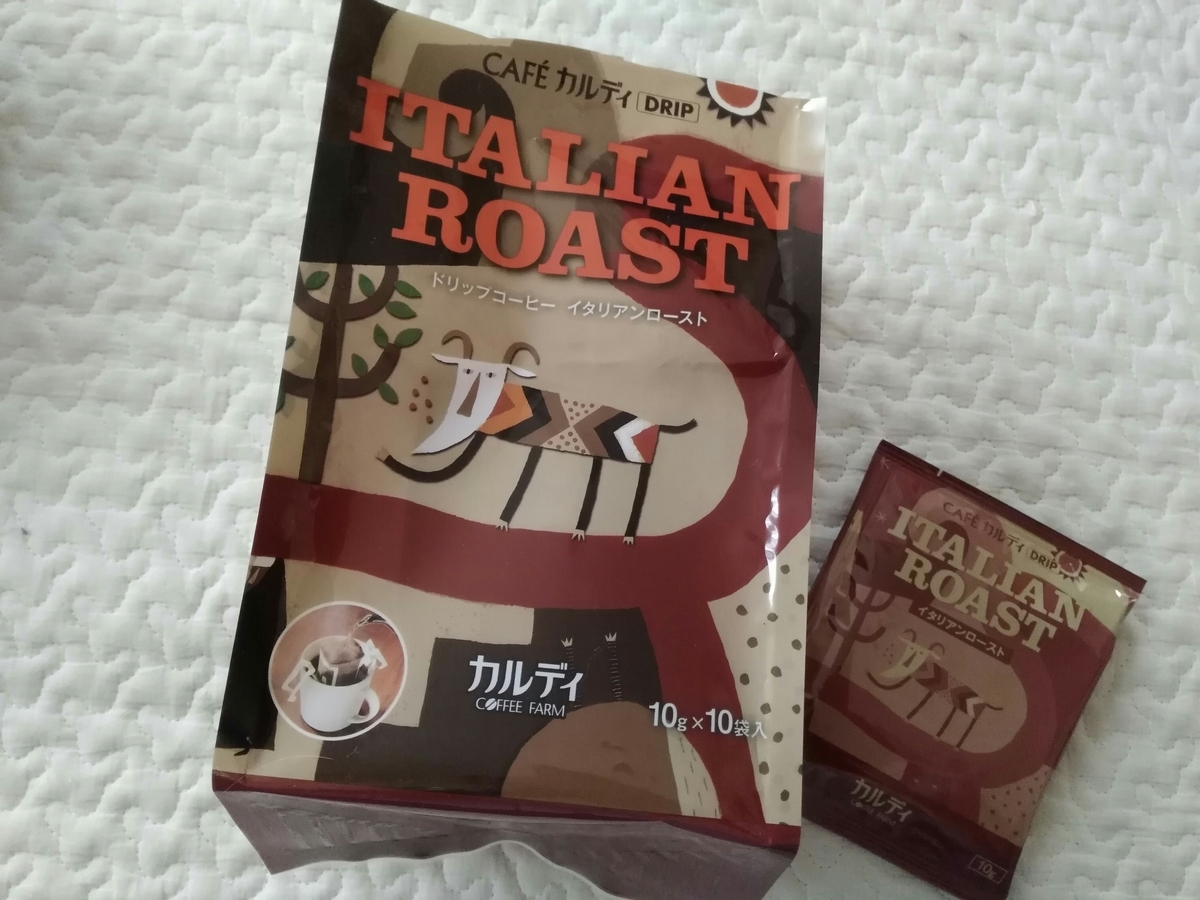 CAFÉ カルディ DRIP
ITALIAN
ROAST
ドリップコーヒー イタリアンロースト
カルディ
COFFEE FARM
10g×10袋入
CAFÉ カルディ DRIP
ITALIAN
ROAST
イタリアンロースト
カルディ
COFFEE FARM
10g